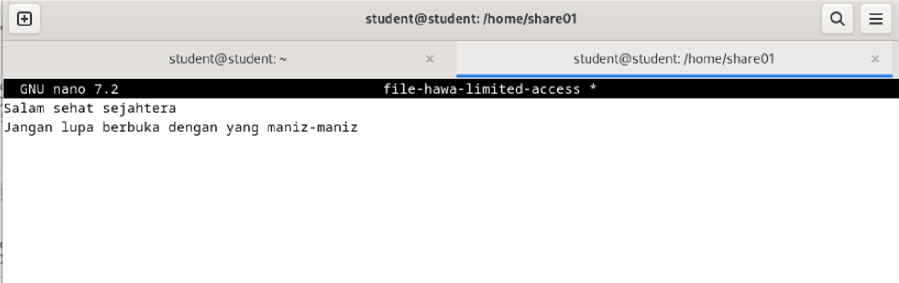 student@student: /home/share01
student@student: ~ × student@student: /home/share01 ×
GNU nano 7.2 file-hawa-limited-access *
Salam sehat sejahtera
Jangan lupa berbuka dengan yang maniz-maniz